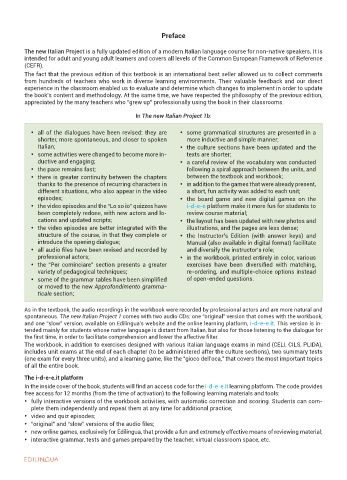 Preface
The new Italian Project is a fully updated edition of a modern Italian language course for non-native speakers. It is
intended for adult and young adult learners and covers all levels of the Common European Framework of Reference
(CEFR).
The fact that the previous edition of this textbook is an international best seller allowed us to collect comments
from hundreds of teachers who work in diverse learning environments. Their valuable feedback and our direct
experience in the classroom enabled us to evaluate and determine which changes to implement in order to update
the book's content and methodology. At the same time, we have respected the philosophy of the previous edition,
appreciated by the many teachers who "grew up" professionally using the book in their classrooms.
In The new Italian Project 1b:
• all of the dialogues have been revised: they are
shorter, more spontaneous, and closer to spoken
Italian;
• some activities were changed to become more in-
ductive and engaging;
• the pace remains fast;
• there is greater continuity between the chapters
thanks to the presence of recurring characters in
different situations, who also appear in the video
episodes;
• the video episodes and the "Lo so io" quizzes have
been completely redone, with new actors and lo-
cations and updated scripts;
• the video episodes are better integrated with the
structure of the course, in that they complete or
introduce the opening dialogue;
• all audio files have been revised and recorded by
professional actors;
• the "Per cominciare" section presents a greater
variety of pedagogical techniques;
• some of the grammar tables have been simplified
or moved to the new Approfondimento gramma-
ticale section;
• some grammatical structures are presented in a
more inductive and simple manner;
• the culture sections have been updated and the
texts are shorter;
• a careful review of the vocabulary was conducted
following a spiral approach between the units, and
between the textbook and workbook;
• in addition to the games that were already present,
a short, fun activity was added to each unit;
• the board game and new digital games on the
i-d-e-e platform make it more fun for students to
review course material;
• the layout has been updated with new photos and
illustrations, and the pages are less dense;
• the Instructor's Edition (with answer keys) and
Manual (also available in digital format) facilitate
and diversify the instructor's role;
• in the workbook, printed entirely in color, various
exercises have been diversified with matching,
re-ordering, and multiple-choice options instead
of open-ended questions.
As in the textbook, the audio recordings in the workbook were recorded by professional actors and are more natural and
spontaneous. The new Italian Project 1 comes with two audio CDs: one "original" version that comes with the workbook,
and one "slow" version, available on Edilingua's website and the online learning platform, i-d-e-e.it. This version is in-
tended mainly for students whose native language is distant from Italian, but also for those listening to the dialogue for
the first time, in order to facilitate comprehension and lower the affective filter.
The workbook, in addition to exercises designed with various Italian language exams in mind (CELI, CILS, PLIDA),
includes unit exams at the end of each chapter (to be administered after the culture sections), two summary tests
(one exam for every three units), and a learning game, like the "gioco dell'oca," that covers the most important topics
of all the entire book.
The i-d-e-e.it platform
In the inside cover of the book, students will find an access code for the i-d-e-e.it learning platform. The code provides
free access for 12 months (from the time of activation) to the following learning materials and tools:
• fully interactive versions of the workbook activities, with automatic correction and scoring. Students can com-
plete them independently and repeat them at any time for additional practice;
• video and quiz episodes;
• "original" and "slow" versions of the audio files;
• new online games, exclusively for Edilingua, that provide a fun and extremely effective means of reviewing material;
• interactive grammar, tests and games prepared by the teacher, virtual classroom space, etc.
EDILINGUA